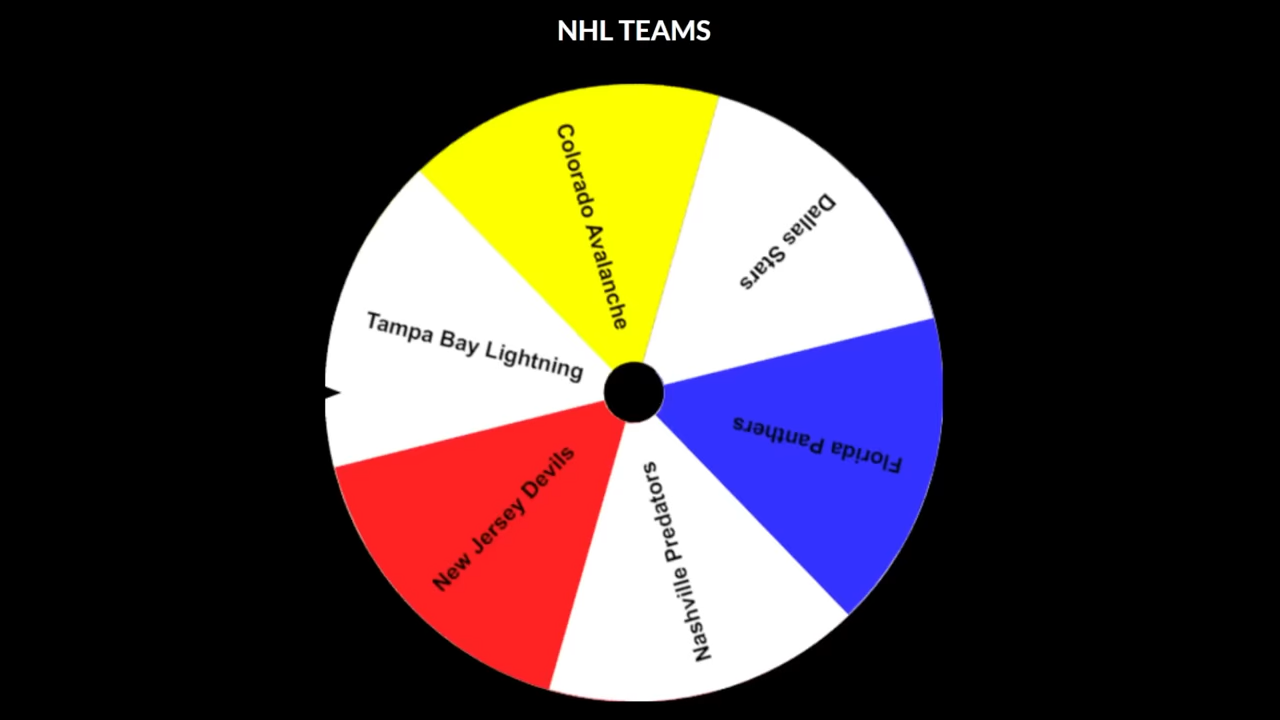 NHL TEAMS
Colorado Avalanche
Dallas Stars
Tampa Bay Lightning
Florida Panthers
New Jersey Devils
Nashville Predators